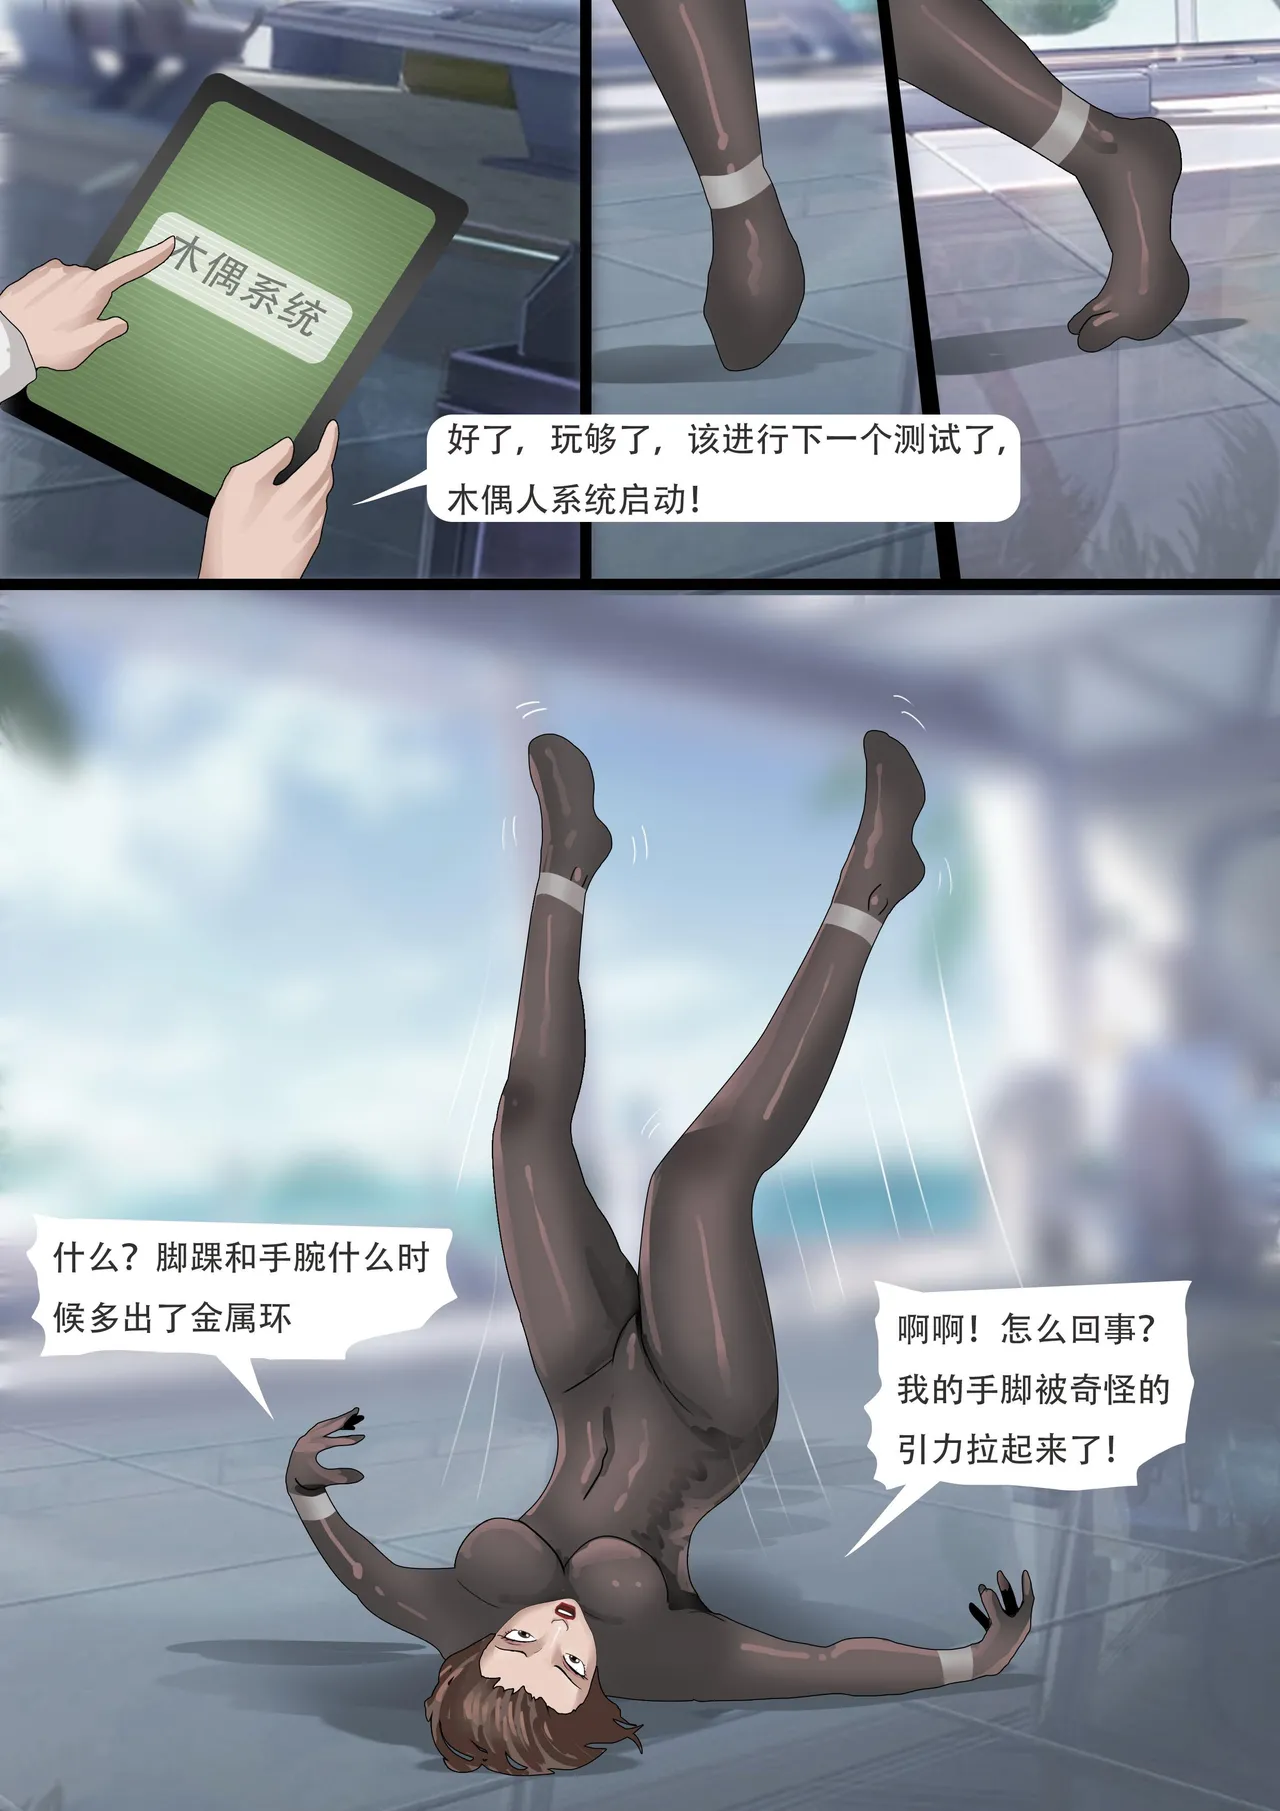 木偶系统
好了，玩够了，该进行下一个测试了，
木偶人系统启动！
什么？脚踝和手腕什么时
候多出了金属环
啊啊！怎么回事？
我的手脚被奇怪的
引力拉起来了！